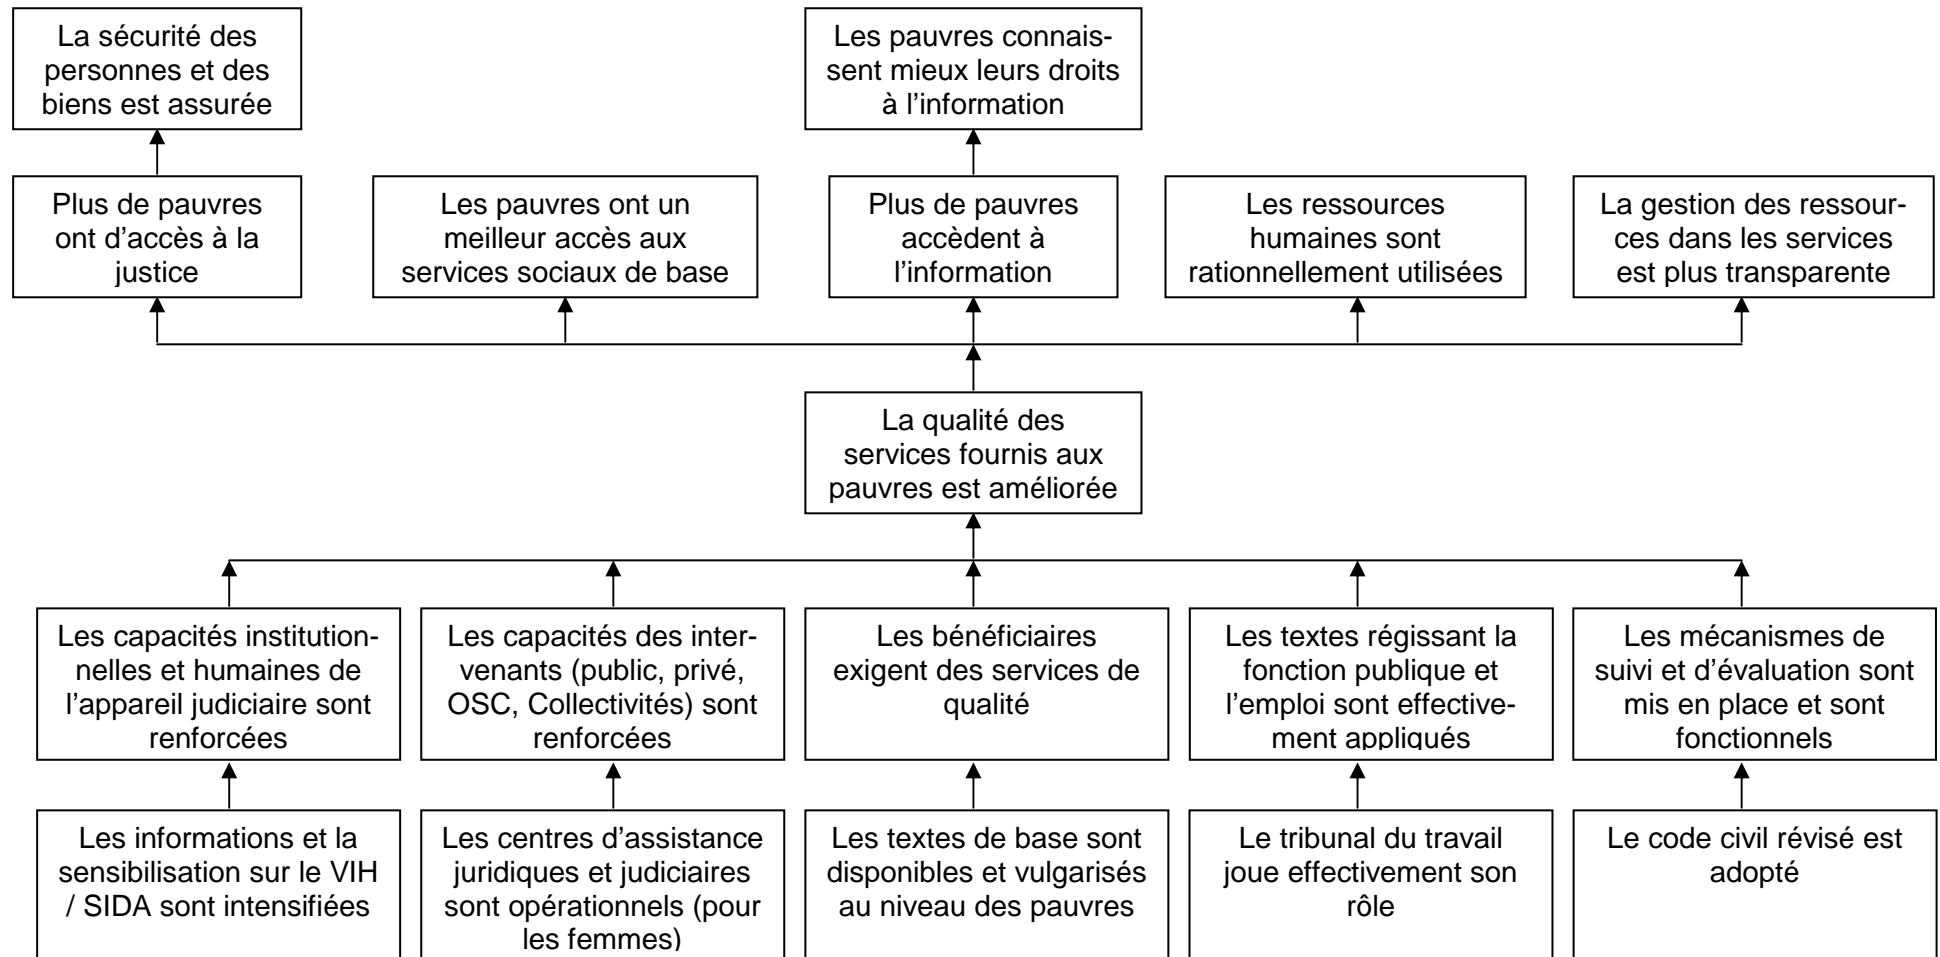 La sécurité des
personnes et des
biens est assurée
Les pauvres connais-
sent mieux leurs droits
à l’information
Plus de pauvres
ont d’accès à la
justice
Les pauvres ont un
meilleur accès aux
services sociaux de base
Plus de pauvres
accèdent à
l’information
Les ressources
humaines sont
rationnellement utilisées
La gestion des ressour-
ces dans les services
est plus transparente
La qualité des
services fournis aux
pauvres est améliorée
Les capacités institution-
nelles et humaines de
l’appareil judiciaire sont
renforcées
Les capacités des inter-
venants (public, privé,
OSC, Collectivités) sont
renforcées
Les bénéficiaires
exigent des services de
qualité
Les textes régissant la
fonction publique et
l’emploi sont effective-
ment appliqués
Les mécanismes de
suivi et d’évaluation sont
mis en place et sont
fonctionnels
Les informations et la
sensibilisation sur le VIH
/ SIDA sont intensifiées
Les centres d’assistance
juridiques et judiciaires
sont opérationnels (pour
les femmes)
Les textes de base sont
disponibles et vulgarisés
au niveau des pauvres
Le tribunal du travail
joue effectivement son
rôle
Le code civil révisé est
adopté